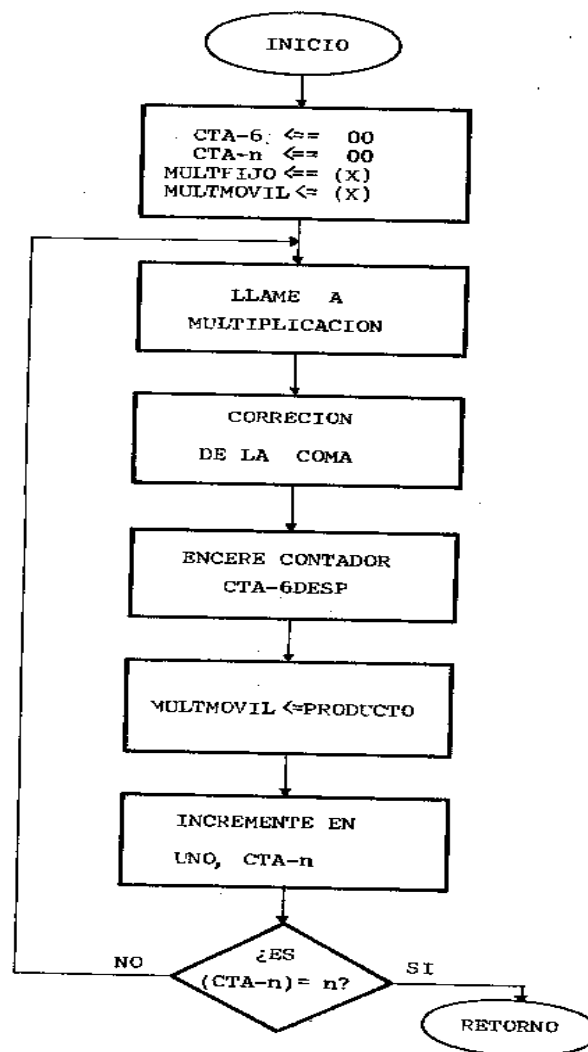 INICIO
CTA-6 <== 00
CTA-n <== 00
MULTFIJO <== (X)
MULTMOVIL <= (X)
LLAME A
MULTIPLICACION
CORRECION
DE LA COMA
ENCERE CONTADOR
CTA-6DESP
MULTMOVIL <=PRODUCTO
INCREMENTE EN
UNO, CTA-n
¿ES
(CTA-n)= n?
NO
SI
RETORNO